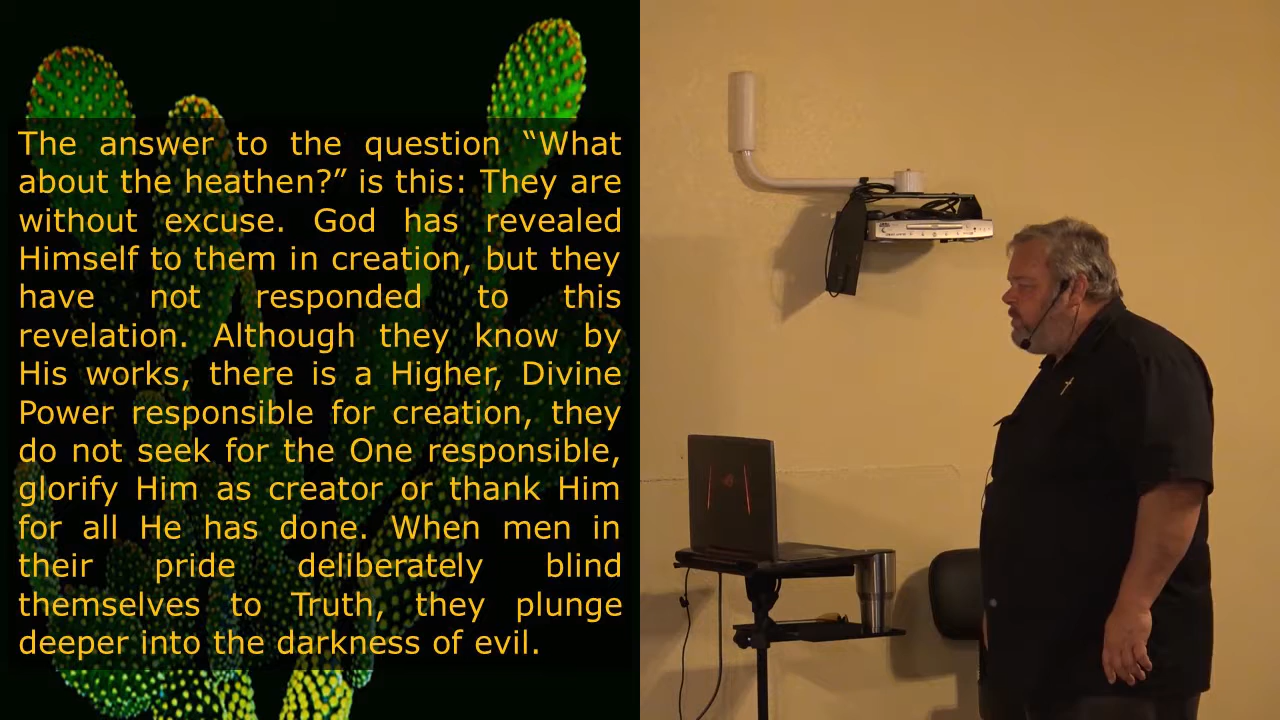 The answer to the question “What
about the heathen?” is this: They are
without excuse. God has revealed
Himself to them in creation, but they
have not responded to this
revelation. Although they know by
His works, there is a Higher, Divine
Power responsible for creation, they
do not seek for the One responsible,
glorify Him as creator or thank Him
for all He has done. When men in
their pride deliberately blind
themselves to Truth, they plunge
deeper into the darkness of evil.